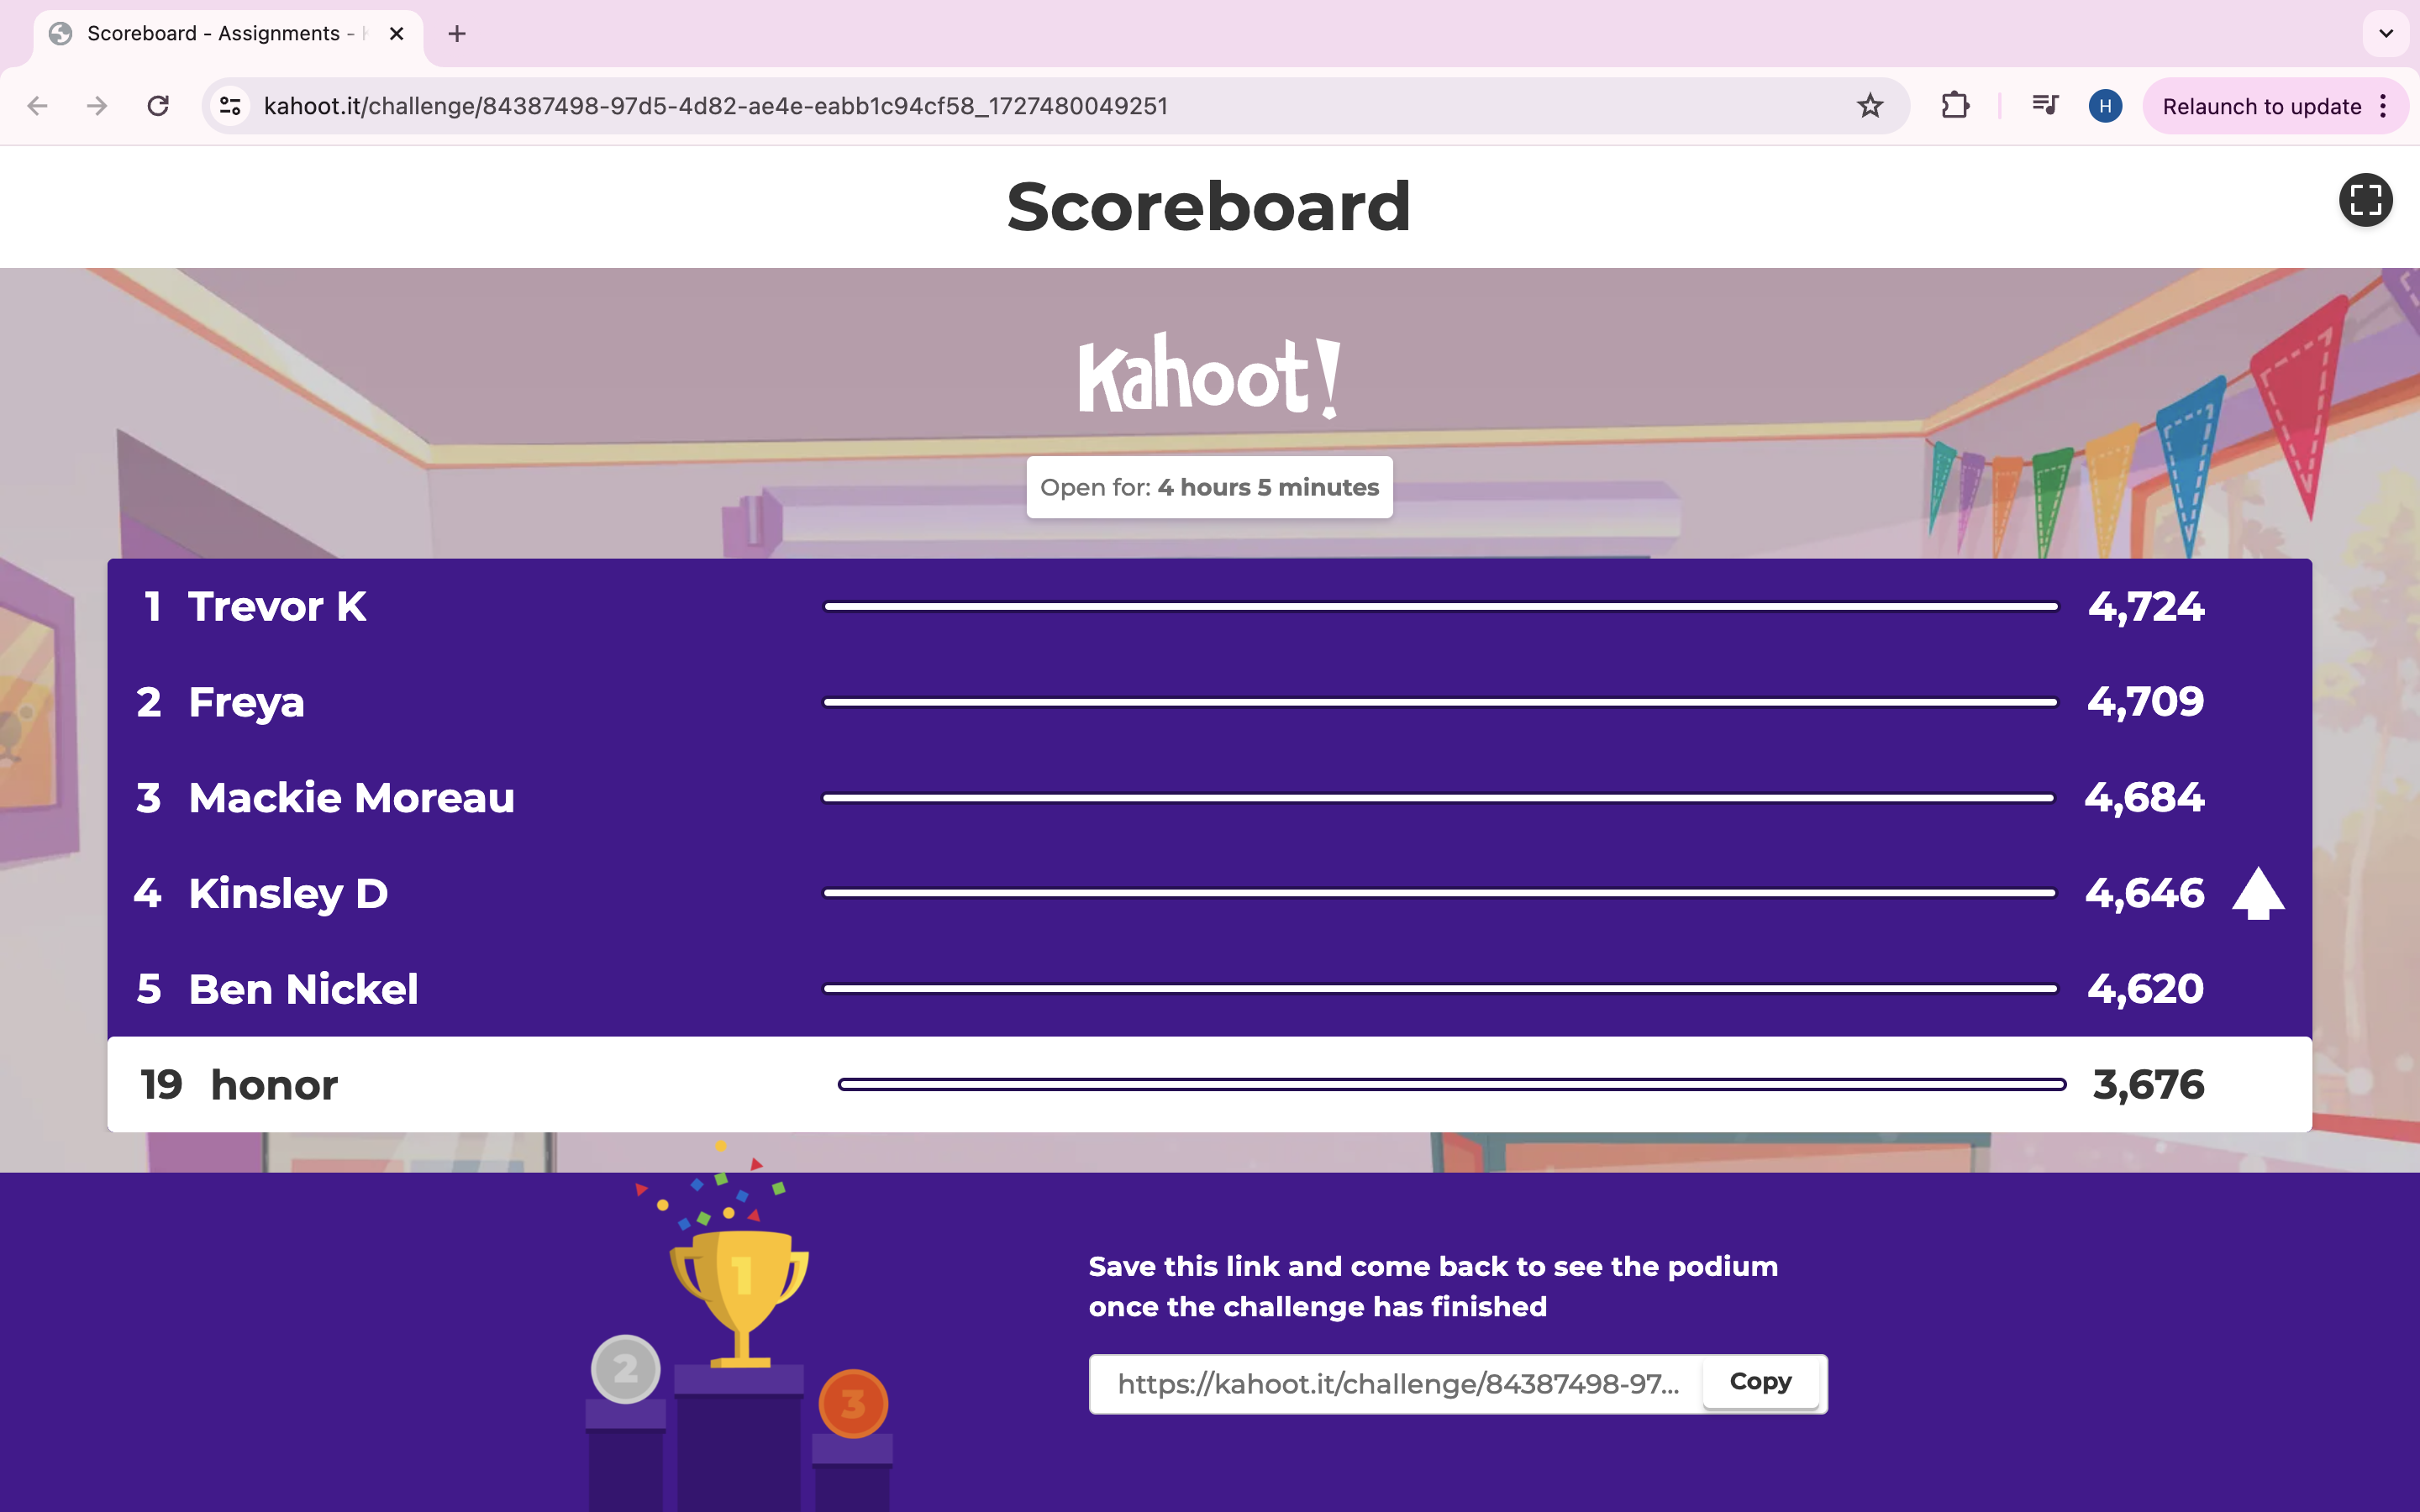 Scoreboard - Assignments -
kahoot.it/challenge/84387498-97d5-4d82-ae4e-eabb1c94cf58_1727480049251
H
Relaunch to update
Scoreboard
Kahoot!
Open for: 4 hours 5 minutes
1 Trevor K 4,724
2 Freya 4,709
3 Mackie Moreau 4,684
4 Kinsley D 4,646
5 Ben Nickel 4,620
19 honor 3,676
1
2
3
Save this link and come back to see the podium
once the challenge has finished
https://kahoot.it/challenge/84387498-97... Copy